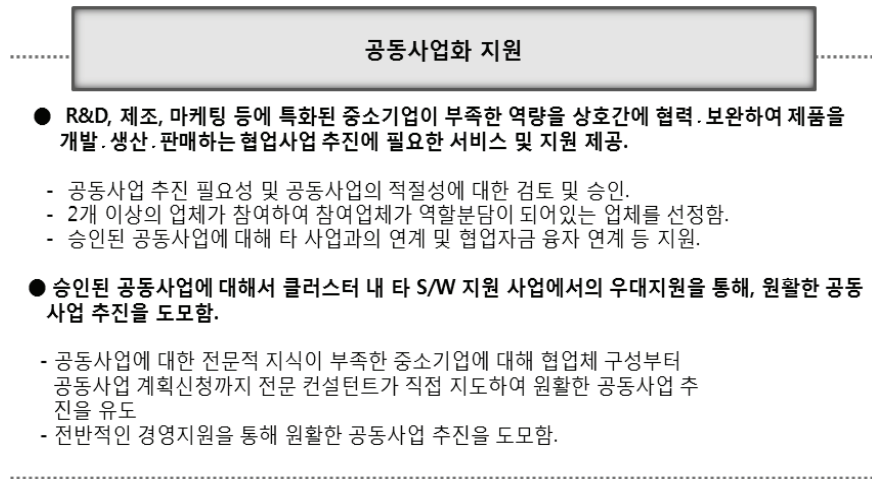 공동사업화 지원
● R&D, 제조, 마케팅 등에 특화된 중소기업이 부족한 역량을 상호간에 협력.보완하여 제품을
개발.생산.판매하는 협업사업 추진에 필요한 서비스 및 지원 제공.
- 공동사업 추진 필요성 및 공동사업의 적절성에 대한 검토 및 승인.
- 2개 이상의 업체가 참여하여 참여업체가 역할분담이 되어있는 업체를 선정함.
- 승인된 공동사업에 대해 타 사업과의 연계 및 협업자금 융자 연계 등 지원.
● 승인된 공동사업에 대해서 클러스터 내 타 S/W 지원 사업에서의 우대지원을 통해, 원활한 공동
사업 추진을 도모함.
- 공동사업에 대한 전문적 지식이 부족한 중소기업에 대해 협업체 구성부터
공동사업 계획신청까지 전문 컨설턴트가 직접 지도하여 원활한 공동사업 추
진을 유도
- 전반적인 경영지원을 통해 원활한 공동사업 추진을 도모함.